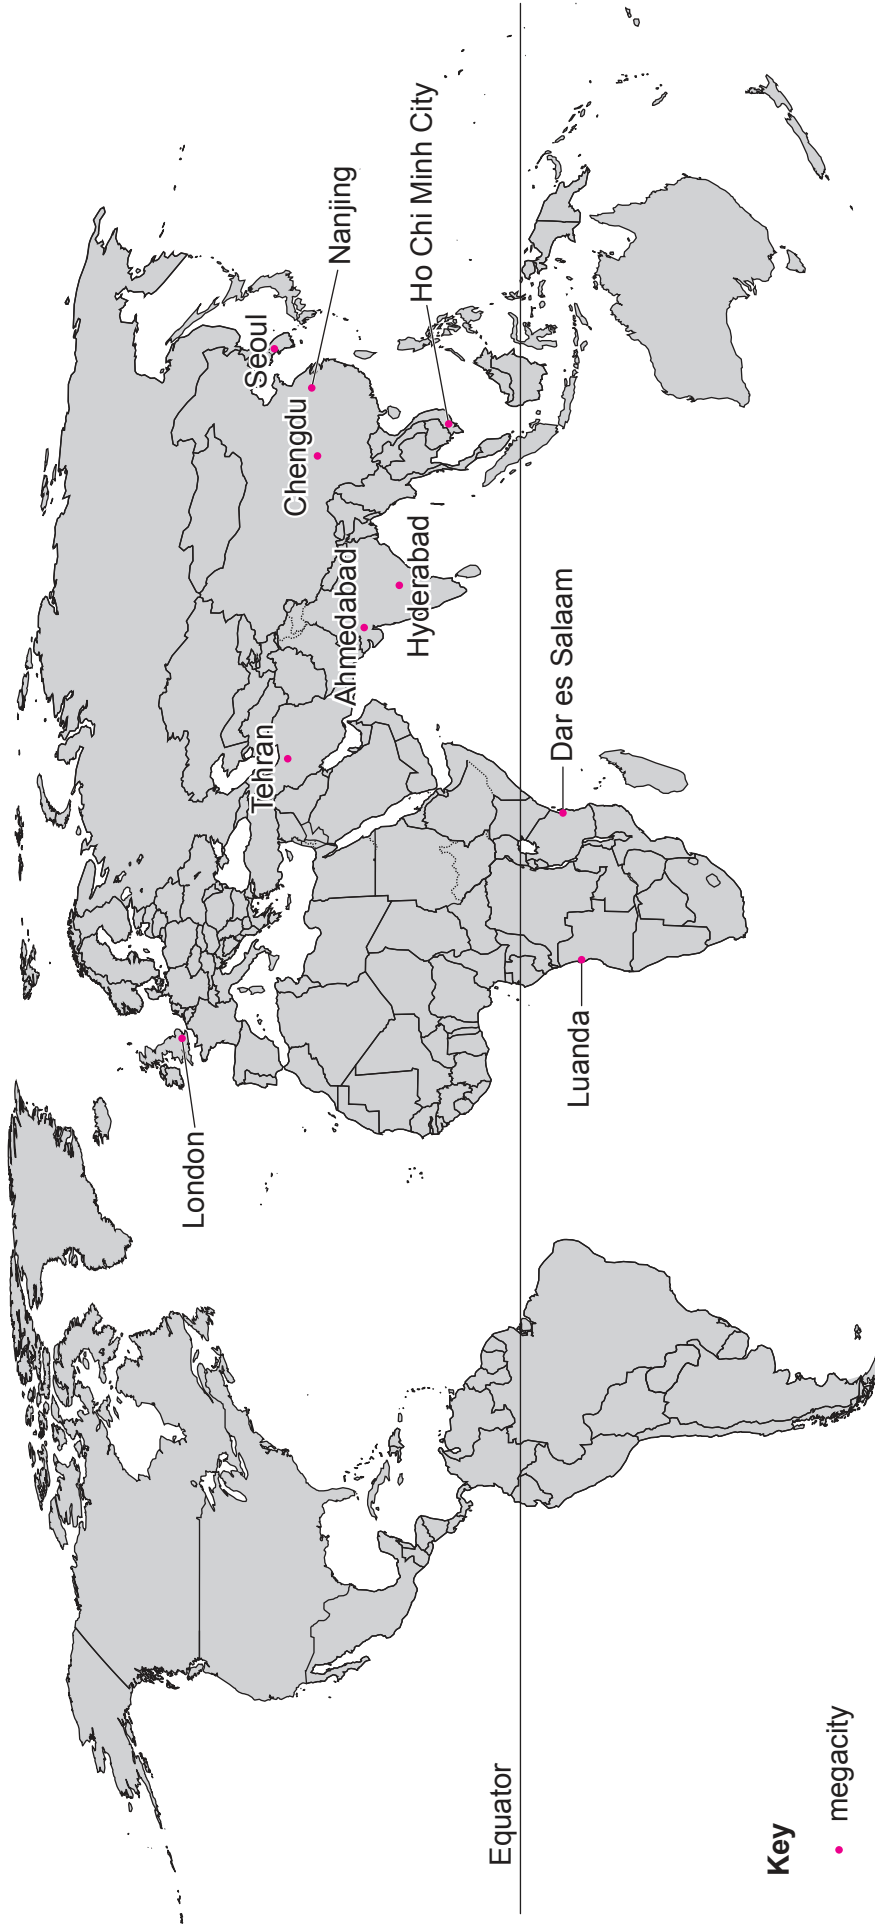 London
Tehran
Seoul
Chengdu
Nanjing
Ahmedabad
Hyderabad
Ho Chi Minh City
Equator
Luanda
Dar es Salaam
Key
megacity